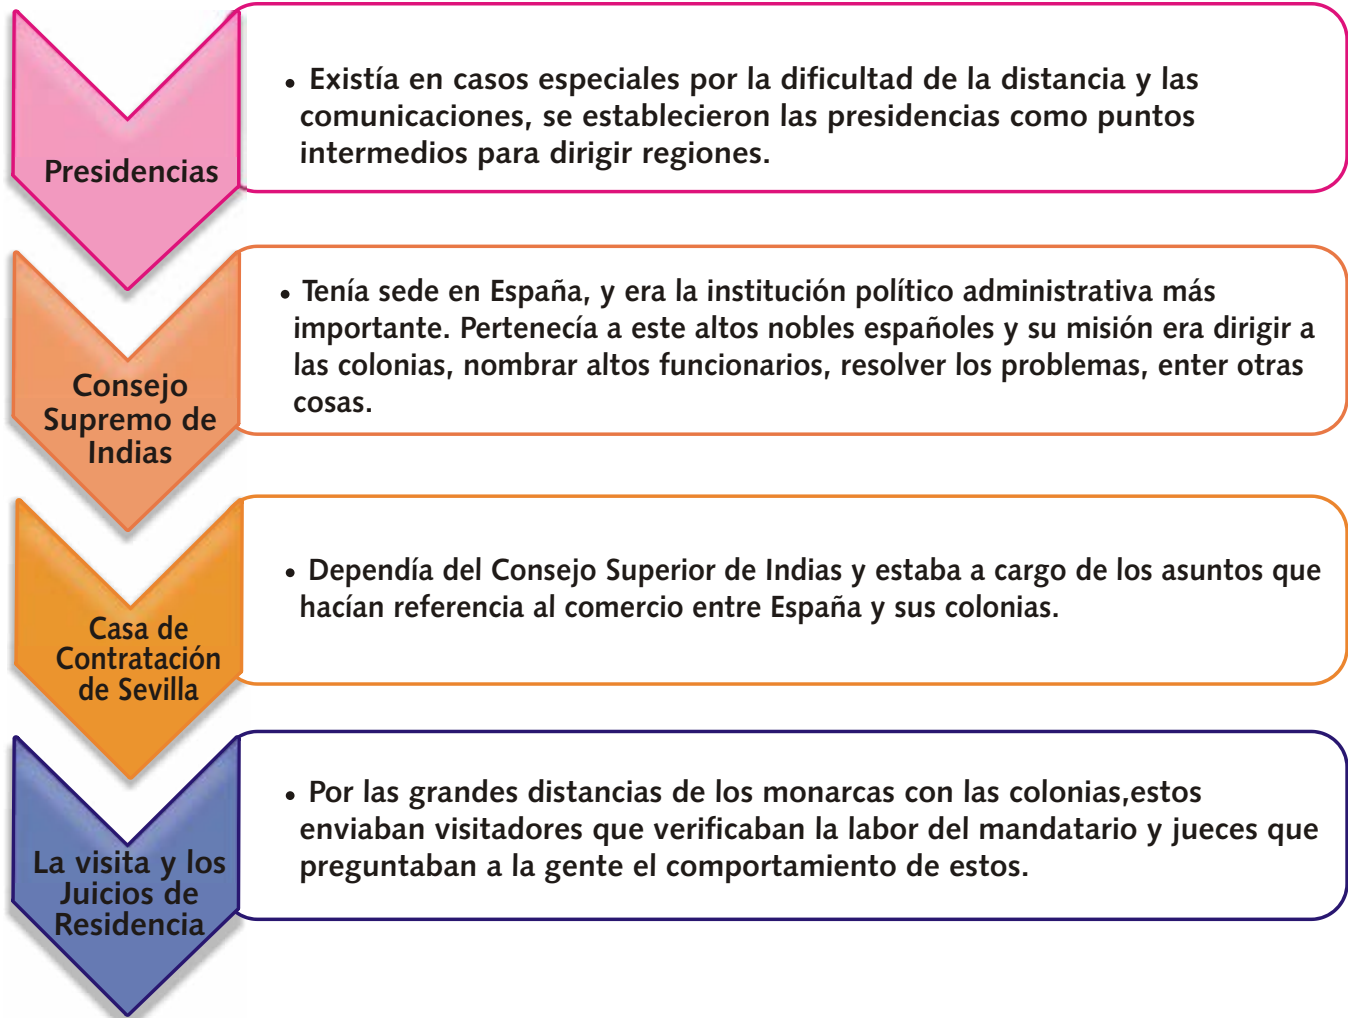 Presidencias
• Existía en casos especiales por la dificultad de la distancia y las
comunicaciones, se establecieron las presidencias como puntos
intermedios para dirigir regiones.
Consejo
Supremo de
Indias
• Tenía sede en España, y era la institución político administrativa más
importante. Pertenecía a este altos nobles españoles y su misión era dirigir a
las colonias, nombrar altos funcionarios, resolver los problemas, enter otras
cosas.
Casa de
Contratación
de Sevilla
• Dependía del Consejo Superior de Indias y estaba a cargo de los asuntos que
hacían referencia al comercio entre España y sus colonias.
La visita y los
Juicios de
Residencia
• Por las grandes distancias de los monarcas con las colonias,estos
enviaban visitadores que verificaban la labor del mandatario y jueces que
preguntaban a la gente el comportamiento de estos.